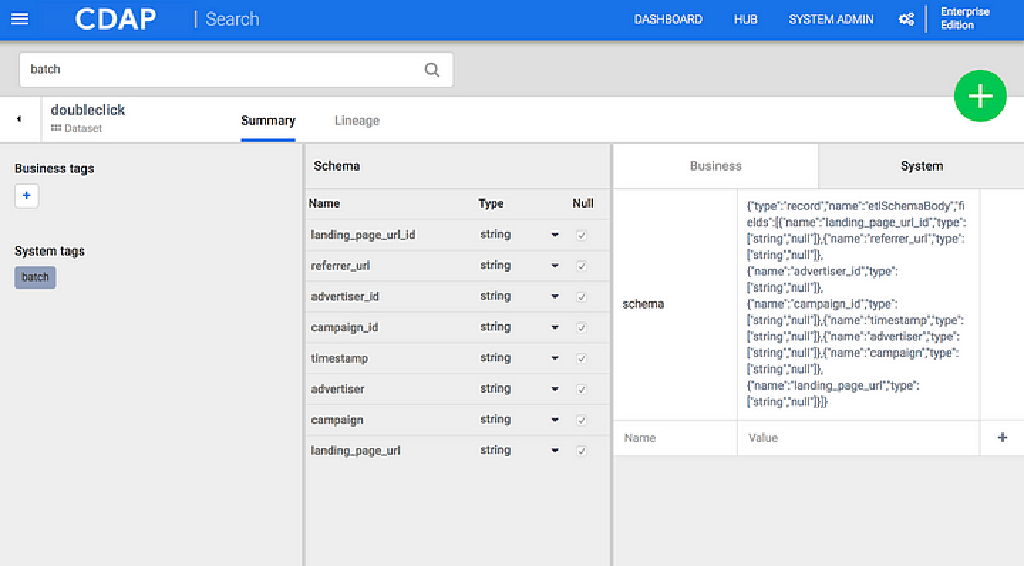 CDAP | Search
DASHBOARD HUB SYSTEM ADMIN Enterprise
Edition
batch
+
doubleclick
Dataset
Summary Lineage
Business tags
+
System tags
batch
Schema
Name Type Null
landing_page_url_id string
referrer_url string
advertiser_id string
campaign_id string
timestamp string
advertiser string
campaign string
landing_page_url string
Business System
schema
{"type":"record","name":"etlSchemaBody","fi
elds":[{"name":"landing_page_url_id","type":
["string","null"]},{"name":"referrer_url","type":
["string","null"]},
{"name":"advertiser_id","type":
["string","null"]},
{"name":"campaign_id","type":
["string","null"]},{"name":"timestamp","type":
["string","null"]},{"name":"advertiser","type":
["string","null"]},{"name":"campaign","type":
["string","null"]},
{"name":"landing_page_url","type":
["string","null"]}]}
Name Value +